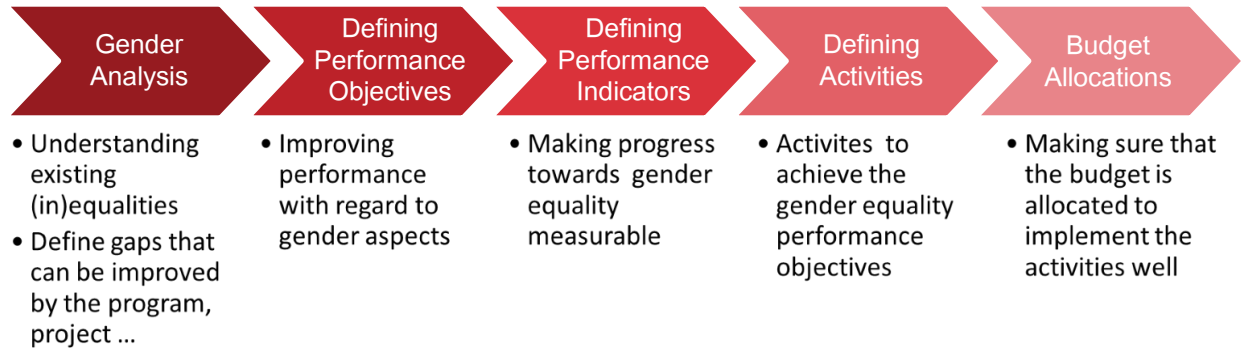 Gender
Analysis
Defining
Performance
Objectives
Defining
Performance
Indicators
Defining
Activities
Budget
Allocations
• Understanding
existing
(in)equalities
• Define gaps that
can be improved
by the program,
project ...
• Improving
performance
with regard to
gender aspects
• Making progress
towards gender
equality
measurable
• Activites to
achieve the
gender equality
performance
objectives
• Making sure that
the budget is
allocated to
implement the
activities well